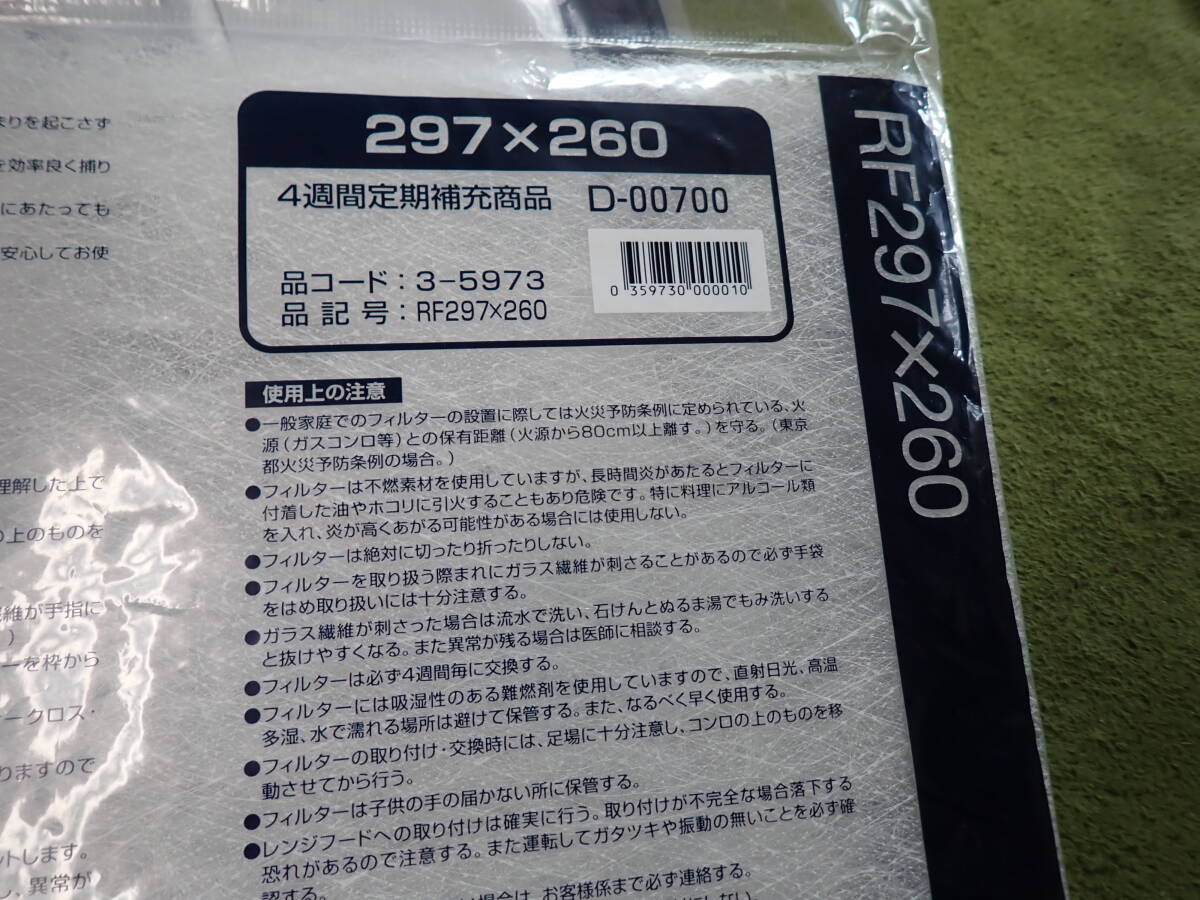 297×260
4週間定期補充商品 D-00700
0 359730 000010
品コード：3-5973
品記号：RF297×260
RF297×260
まりを起こさず
を効率良く捕り
にあたっても
安心してお使
理解した上で
の上のものを
繊維が手指に
)
ーを枠から
ークロス・
りますので
ットします。
し、異常が
使用上の注意
●一般家庭でのフィルターの設置に際しては火災予防条例に定められている、火
源(ガスコンロ等)との保有距離(火源から80cm以上離す。)を守る。(東京
都火災予防条例の場合。)
●フィルターは不燃素材を使用していますが、長時間炎があたるとフィルターに
付着した油やホコリに引火することもあり危険です。特に料理にアルコール類
を入れ、炎が高くあがる可能性がある場合には使用しない。
●フィルターは絶対に切ったり折ったりしない。
●フィルターを取り扱う際まれにガラス繊維が刺さることがあるので必ず手袋
をはめ取り扱いには十分注意する。
●ガラス繊維が刺さった場合は流水で洗い、石けんとぬるま湯でもみ洗いする
と抜けやすくなる。また異常が残る場合は医師に相談する。
●フィルターは必ず4週間毎に交換する。
●フィルターには吸湿性のある難燃剤を使用していますので、直射日光、高温
多湿、水で濡れる場所は避けて保管する。また、なるべく早く使用する。
●フィルターの取り付け・交換時には、足場に十分注意し、コンロの上のものを移
動させてから行う。
●フィルターは子供の手の届かない所に保管する。
●レンジフードへの取り付けは確実に行う。取り付けが不完全な場合落下する
恐れがあるので注意する。また運転してガタツキや振動の無いことを必ず確
認する。
場合は、お客様係まで必ず連絡する。
しない。